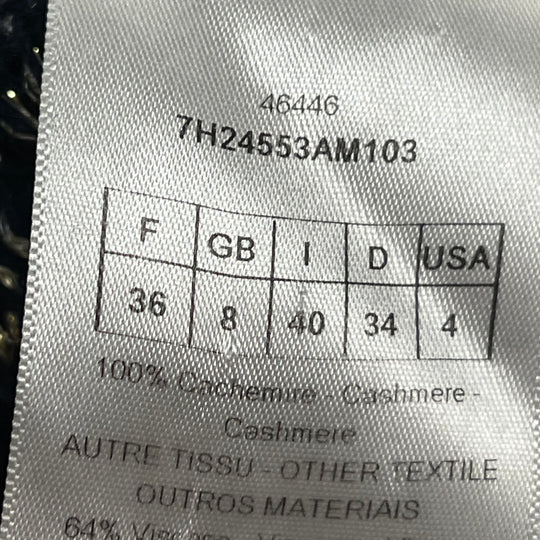 46446
7H24553AM103
F GB I D USA
36 8 40 34 4
100% Cachemire - Cashmere -
Cashmere
AUTRE TISSU - OTHER TEXTILE
OUTROS MATERIAIS
64%